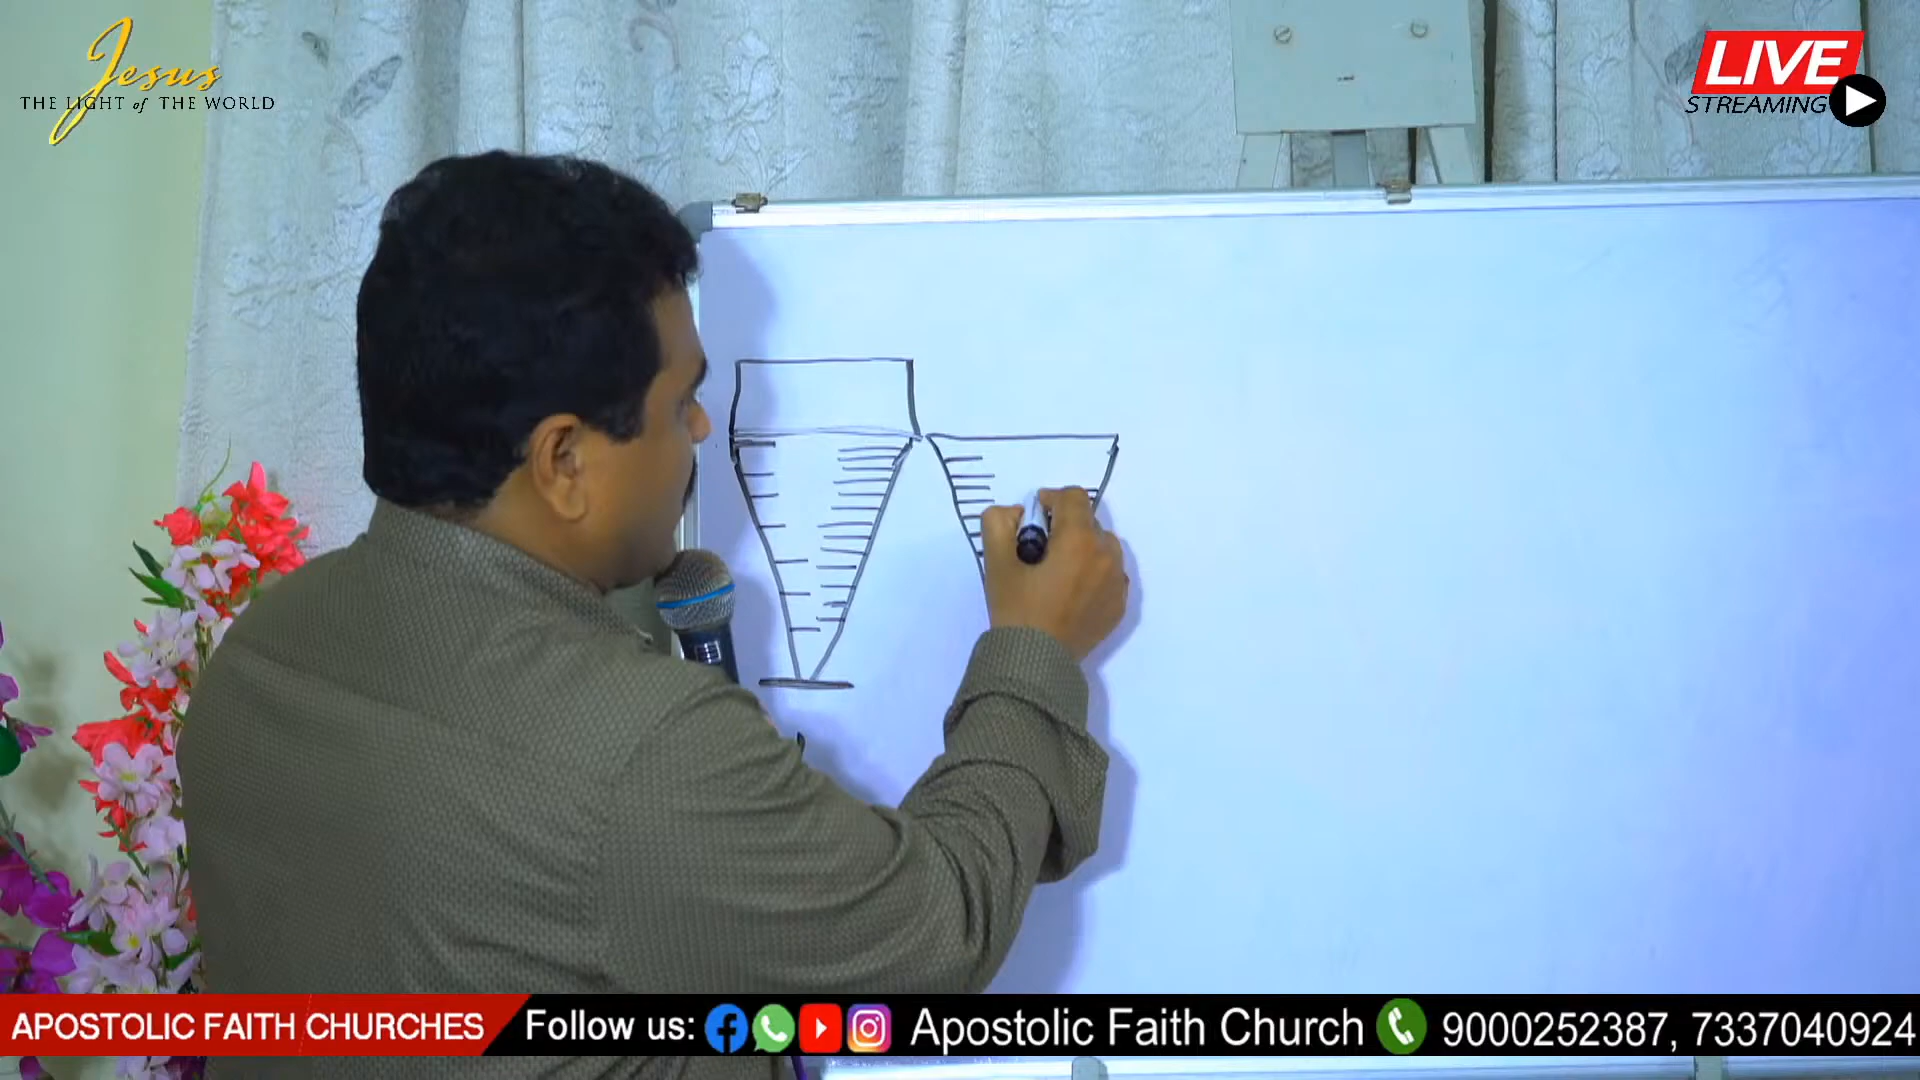 Jesus
THE LIGHT of THE WORLD
LIVE
STREAMING
APOSTOLIC FAITH CHURCHES
Follow us:
Apostolic Faith Church
9000252387, 7337040924